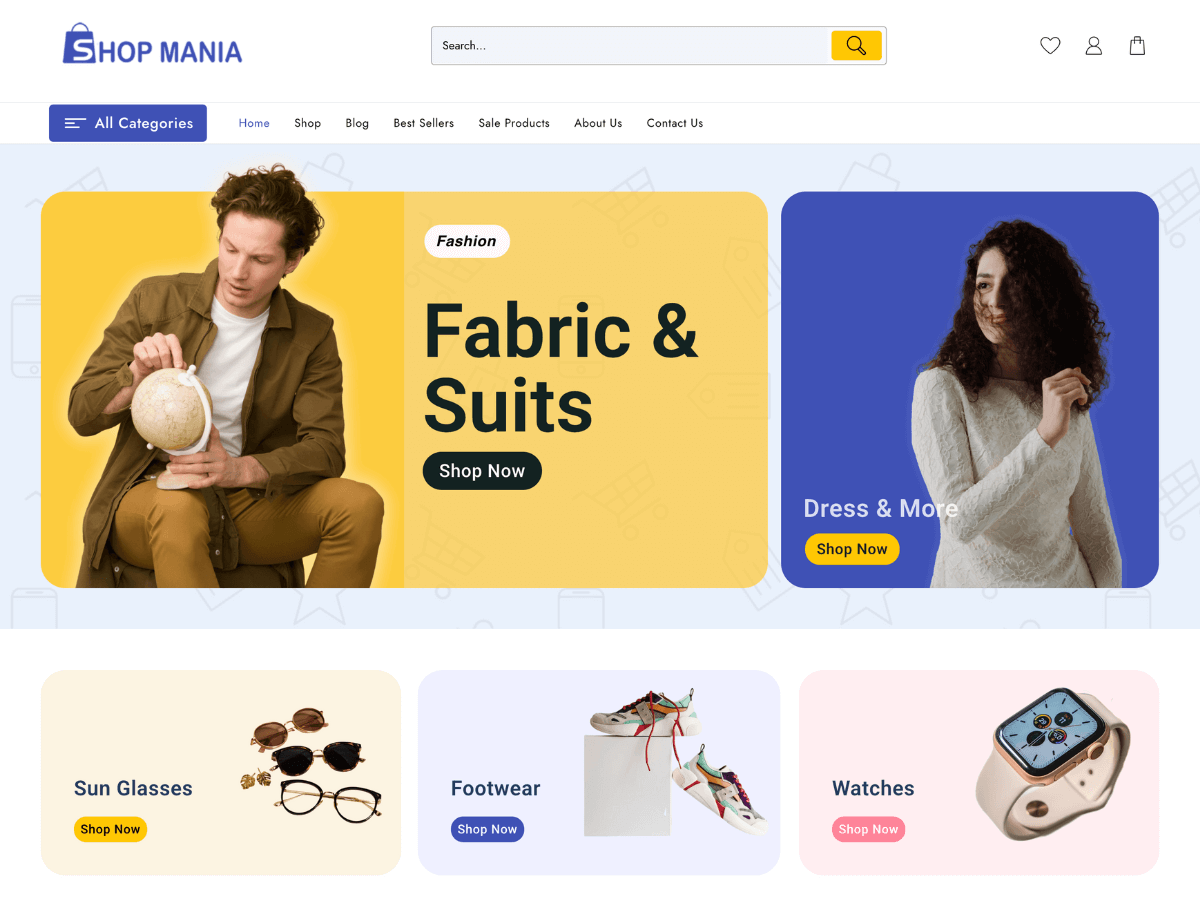 SHOP MANIA
Search...
All Categories
Home
Shop
Blog
Best Sellers
Sale Products
About Us
Contact Us
Fashion
Fabric &
Suits
Shop Now
Dress & More
Shop Now
Sun Glasses
Shop Now
Footwear
Shop Now
Watches
Shop Now